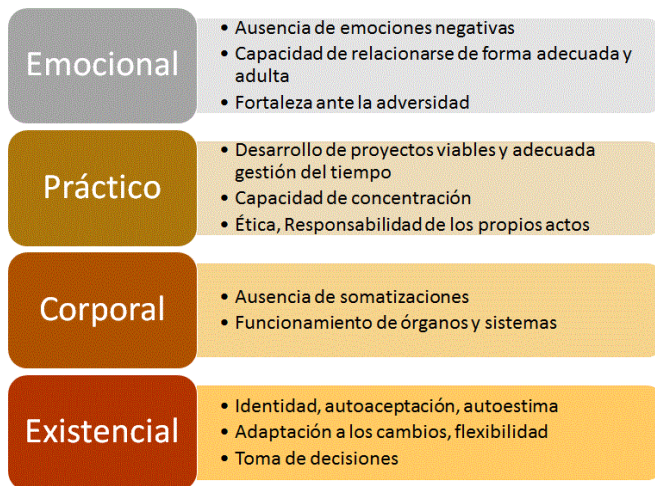 Emocional
• Ausencia de emociones negativas
• Capacidad de relacionarse de forma adecuada y
adulta
• Fortaleza ante la adversidad
Práctico
• Desarrollo de proyectos viables y adecuada
gestión del tiempo
• Capacidad de concentración
• Ética, Responsabilidad de los propios actos
Corporal
• Ausencia de somatizaciones
• Funcionamiento de órganos y sistemas
Existencial
• Identidad, autoaceptación, autoestima
• Adaptación a los cambios, flexibilidad
• Toma de decisiones